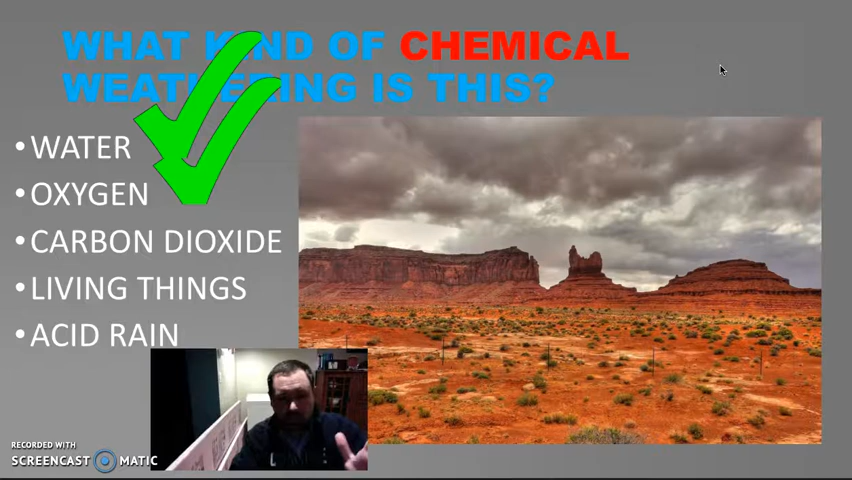 WHAT KIND OF CHEMICAL
WEATHERING IS THIS?
•WATER
•OXYGEN
•CARBON DIOXIDE
•LIVING THINGS
•ACID RAIN
RECORDED WITH
SCREENCAST MATIC